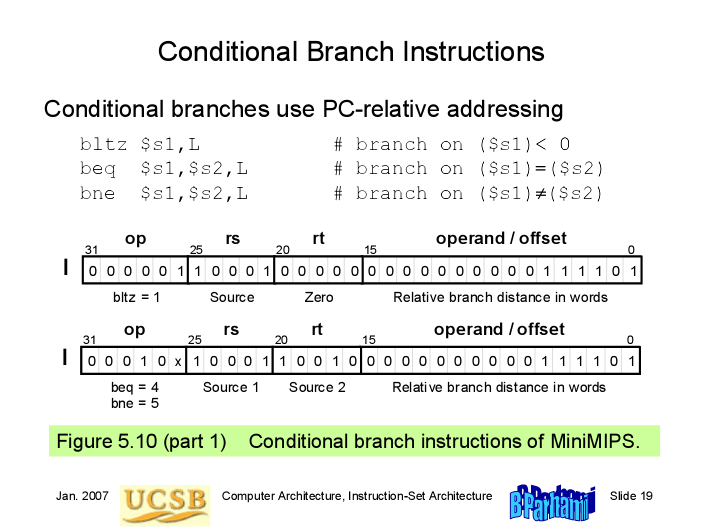 Conditional Branch Instructions
Conditional branches use PC-relative addressing
bltz $s1,L # branch on ($s1)< 0
beq $s1,$s2,L # branch on ($s1)=($s2)
bne $s1,$s2,L # branch on ($s1)≠($s2)
op rs rt operand / offset
31 25 20 15 0
I 0 0 0 0 0 1 1 0 0 0 1 0 0 0 0 0 0 0 0 0 0 0 0 0 0 0 1 1 1 1 0 1
bltz = 1 Source Zero Relative branch distance in words
op rs rt operand / offset
31 25 20 15 0
I 0 0 0 1 0 x 1 0 0 0 1 1 0 0 1 0 0 0 0 0 0 0 0 0 0 0 1 1 1 1 0 1
beq = 4 Source 1 Source 2 Relative branch distance in words
bne = 5
Figure 5.10 (part 1) Conditional branch instructions of MiniMIPS.
Jan. 2007 UCSB Computer Architecture, Instruction-Set Architecture B. Parhami Slide 19